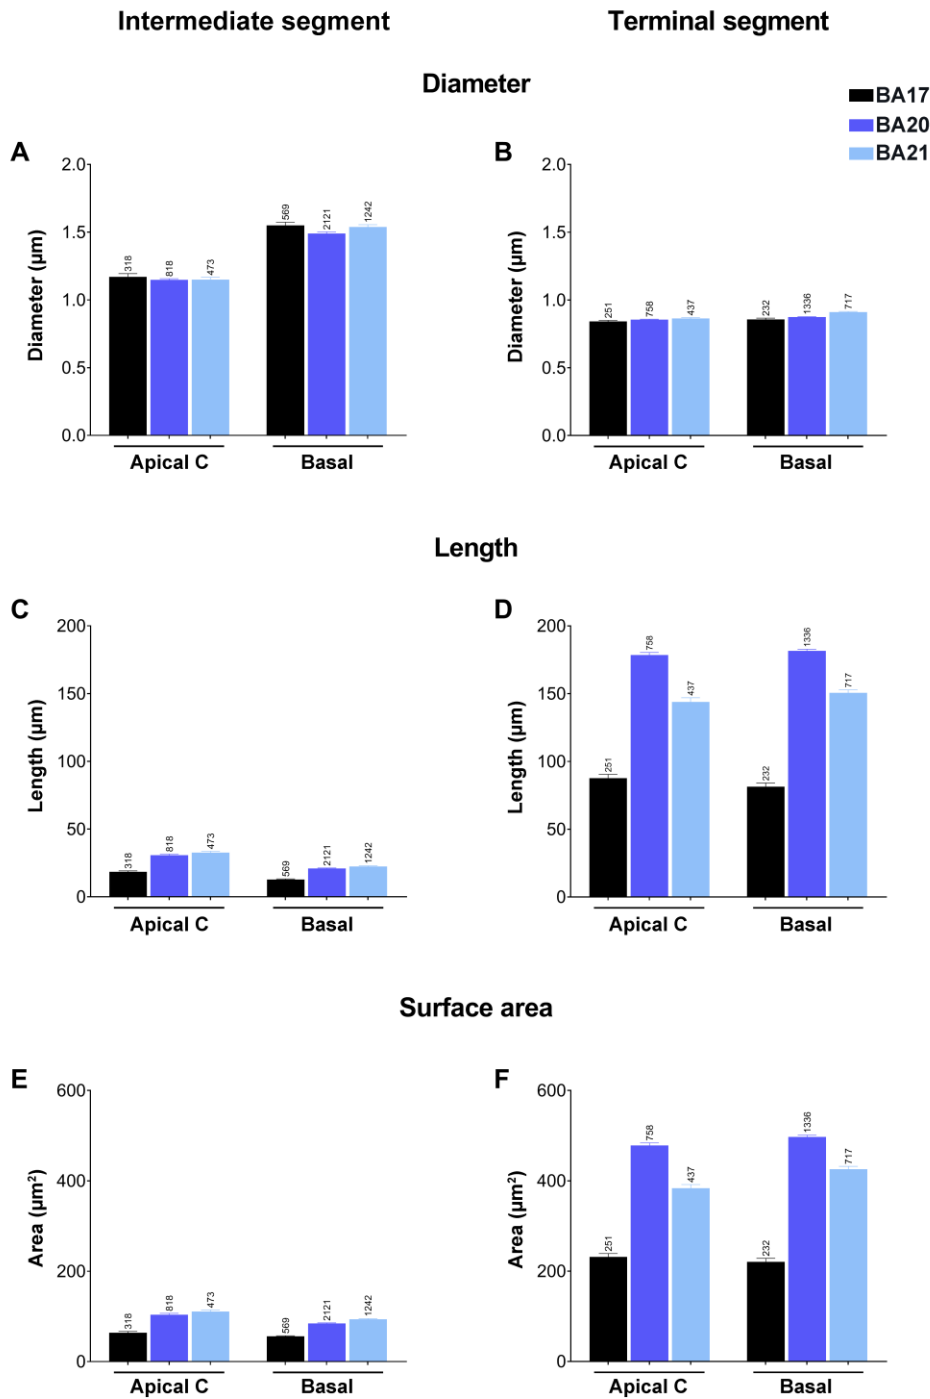 Intermediate segment
Terminal segment
Diameter
BA17
BA20
BA21
A
Diameter (µm)
2.0
1.5
1.0
0.5
0.0
318
818
473
569
2121
1242
Apical C
Basal
B
Diameter (µm)
2.0
1.5
1.0
0.5
0.0
251
758
437
232
1336
717
Apical C
Basal
Length
C
Length (µm)
200
150
100
50
0
318
818
473
569
2121
1242
Apical C
Basal
D
Length (µm)
200
150
100
50
0
251
758
437
232
1336
717
Apical C
Basal
Surface area
E
Area (µm²)
600
400
200
0
318
818
473
569
2121
1242
Apical C
Basal
F
Area (µm²)
600
400
200
0
251
758
437
232
1336
717
Apical C
Basal